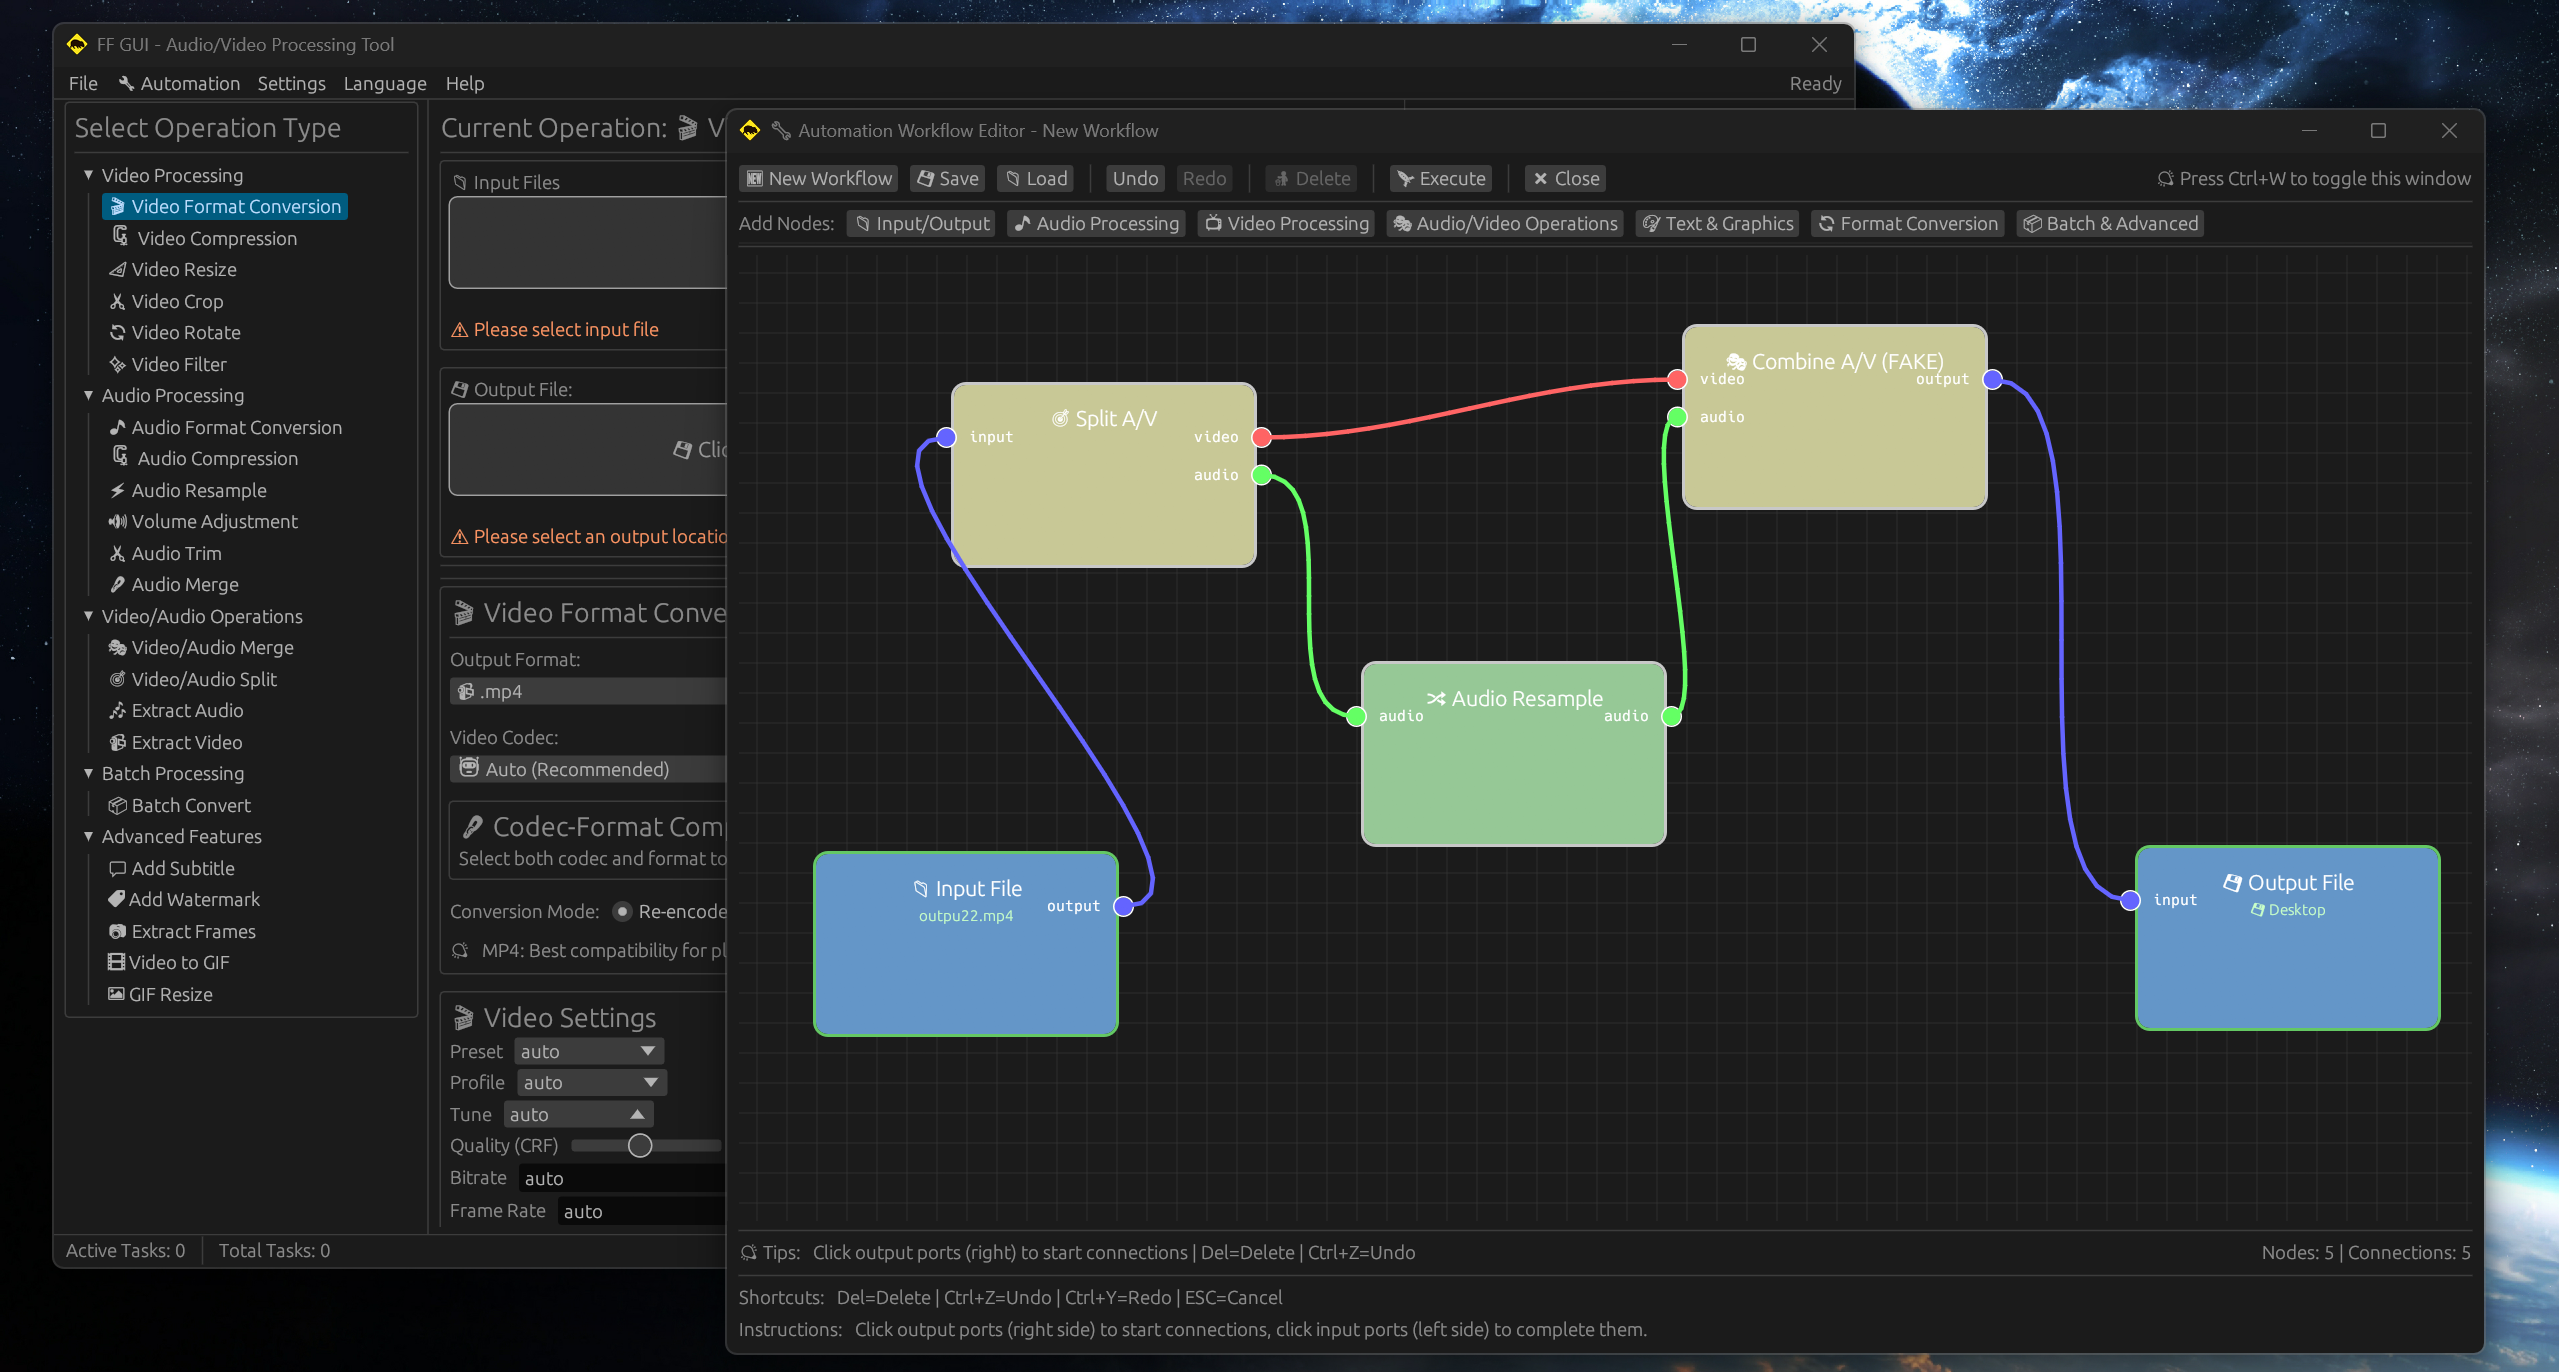 FF GUI - Audio/Video Processing Tool
File Automation Settings Language Help Ready
Select Operation Type
Video Processing
Video Format Conversion
Video Compression
Video Resize
Video Crop
Video Rotate
Video Filter
Audio Processing
Audio Format Conversion
Audio Compression
Audio Resample
Volume Adjustment
Audio Trim
Audio Merge
Video/Audio Operations
Video/Audio Merge
Video/Audio Split
Extract Audio
Extract Video
Batch Processing
Batch Convert
Advanced Features
Add Subtitle
Add Watermark
Extract Frames
Video to GIF
GIF Resize
Active Tasks: 0 Total Tasks: 0
Current Operation: V
Input Files
Please select input file
Output File:
Clic
Please select an output locatio
Video Format Conve
Output Format:
.mp4
Video Codec:
Auto (Recommended)
Codec-Format Com
Select both codec and format to
Conversion Mode: Re-encode
MP4: Best compatibility for pl
Video Settings
Preset auto
Profile auto
Tune auto
Quality (CRF)
Bitrate auto
Frame Rate auto
Automation Workflow Editor - New Workflow
New Workflow Save Load Undo Redo Delete Execute Close Press Ctrl+W to toggle this window
Add Nodes: Input/Output Audio Processing Video Processing Audio/Video Operations Text & Graphics Format Conversion Batch & Advanced
Split A/V
input video
audio
Combine A/V (FAKE)
video output
audio
Audio Resample
audio audio
Input File
outpu22.mp4 output
Output File
input
Desktop
Tips: Click output ports (right) to start connections | Del=Delete | Ctrl+Z=Undo Nodes: 5 | Connections: 5
Shortcuts: Del=Delete | Ctrl+Z=Undo | Ctrl+Y=Redo | ESC=Cancel
Instructions: Click output ports (right side) to start connections, click input ports (left side) to complete them.